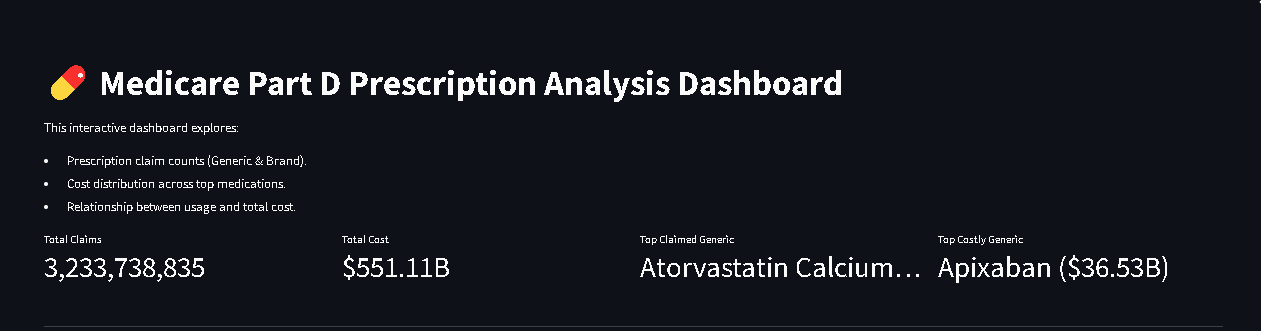 Medicare Part D Prescription Analysis Dashboard
This interactive dashboard explores:
• Prescription claim counts (Generic & Brand).
• Cost distribution across top medications.
• Relationship between usage and total cost.
Total Claims
3,233,738,835
Total Cost
$551.11B
Top Claimed Generic
Atorvastatin Calcium…
Top Costly Generic
Apixaban ($36.53B)